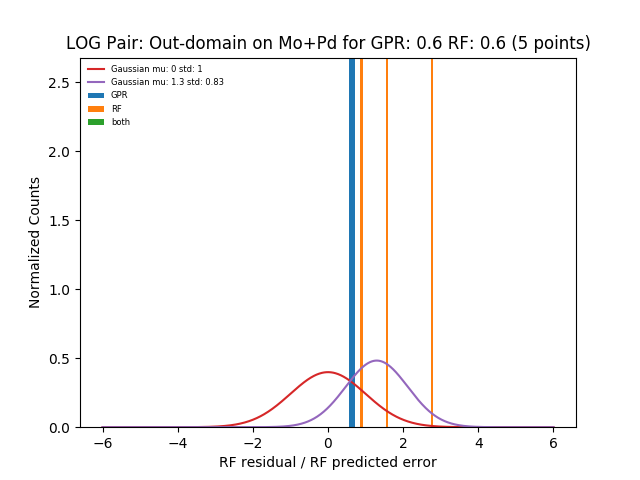 LOG Pair: Out-domain on Mo+Pd for GPR: 0.6 RF: 0.6 (5 points)
Gaussian mu: 0 std: 1
Gaussian mu: 1.3 std: 0.83
GPR
RF
both
2.5
2.0
1.5
1.0
0.5
0.0
Normalized Counts
−6 −4 −2 0 2 4 6
RF residual / RF predicted error